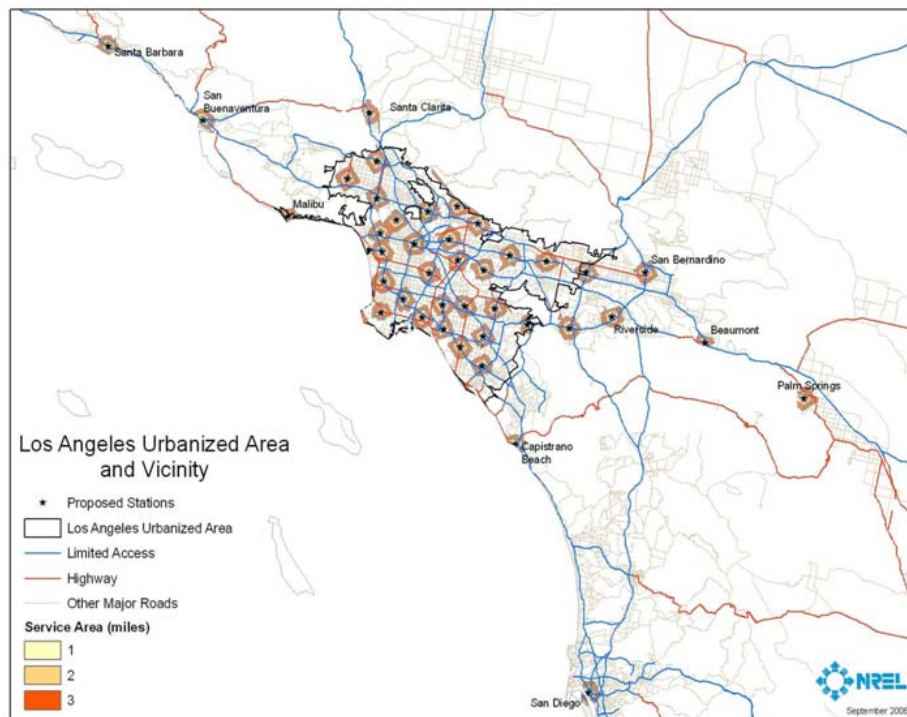 Santa Barbara
San
Buenaventura
Santa Clarita
Malibu
San Bernardino
Riverside
Beaumont
Palm Springs
Capistrano
Beach
San Diego
Los Angeles Urbanized Area
and Vicinity
Proposed Stations
Los Angeles Urbanized Area
Limited Access
Highway
Other Major Roads
Service Area (miles)
1
2
3
NREL
September 2006